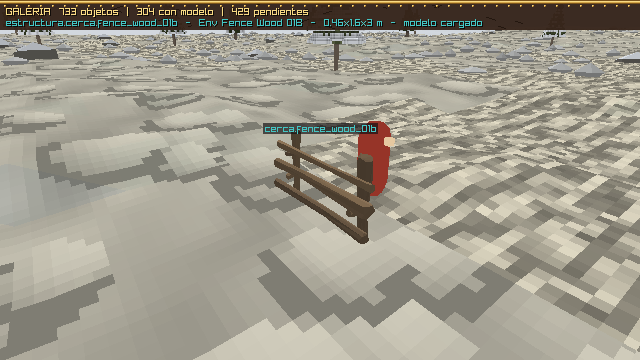 GALERIA 733 objetos | 304 con modelo | 429 pendientes
estructura.cerca.fence_wood_01b - Env Fence Wood 01B - 0.46x1.6x3 m - modelo cargado
cerca.fence_wood_01b